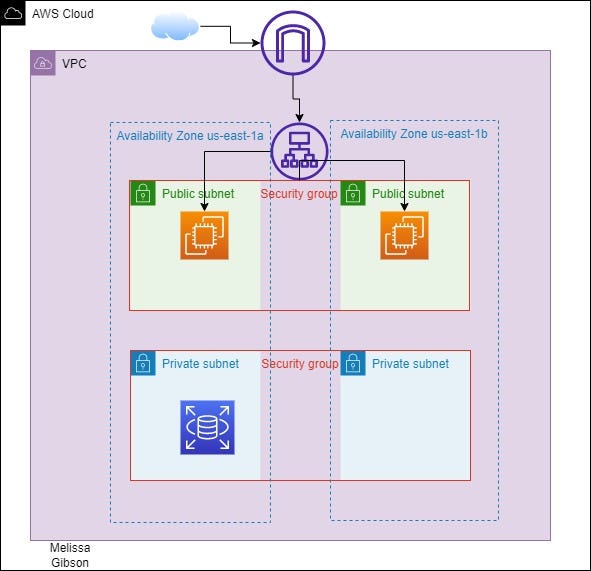 AWS Cloud
VPC
Availability Zone us-east-1a
Availability Zone us-east-1b
Public subnet
Security group
Public subnet
Private subnet
Security group
Private subnet
Melissa
Gibson